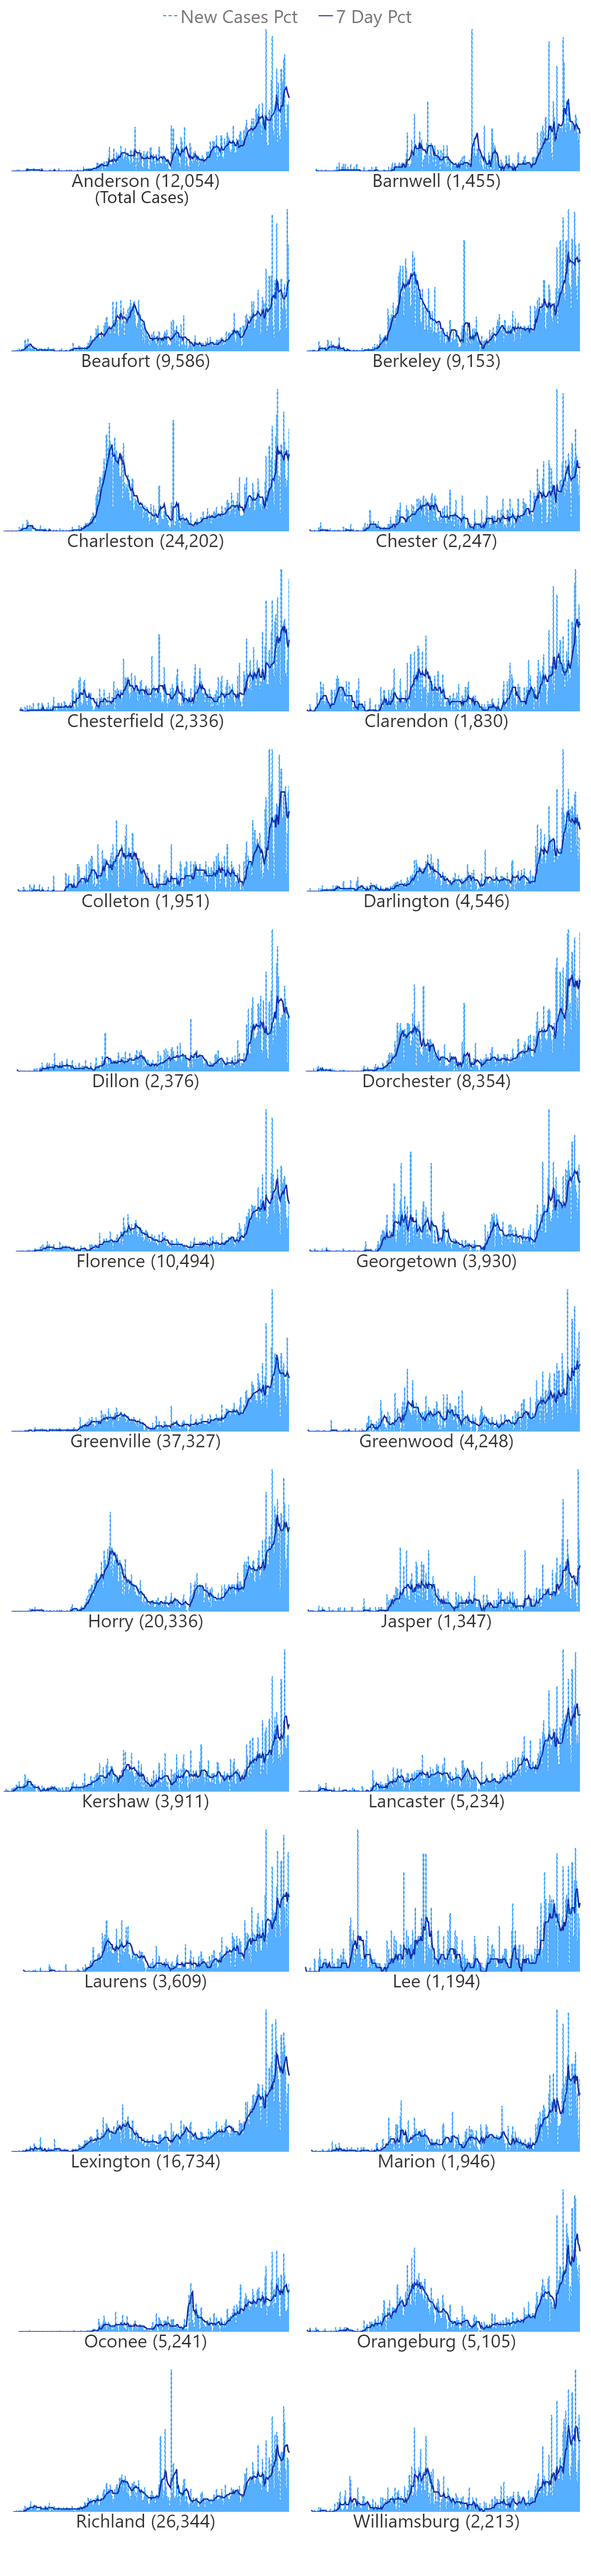 New Cases Pct 7 Day Pct
Anderson (12,054) Barnwell (1,455)
(Total Cases)
Beaufort (9,586) Berkeley (9,153)
Charleston (24,202) Chester (2,247)
Chesterfield (2,336) Clarendon (1,830)
Colleton (1,951) Darlington (4,546)
Dillon (2,376) Dorchester (8,354)
Florence (10,494) Georgetown (3,930)
Greenville (37,327) Greenwood (4,248)
Horry (20,336) Jasper (1,347)
Kershaw (3,911) Lancaster (5,234)
Laurens (3,609) Lee (1,194)
Lexington (16,734) Marion (1,946)
Oconee (5,241) Orangeburg (5,105)
Richland (26,344) Williamsburg (2,213)